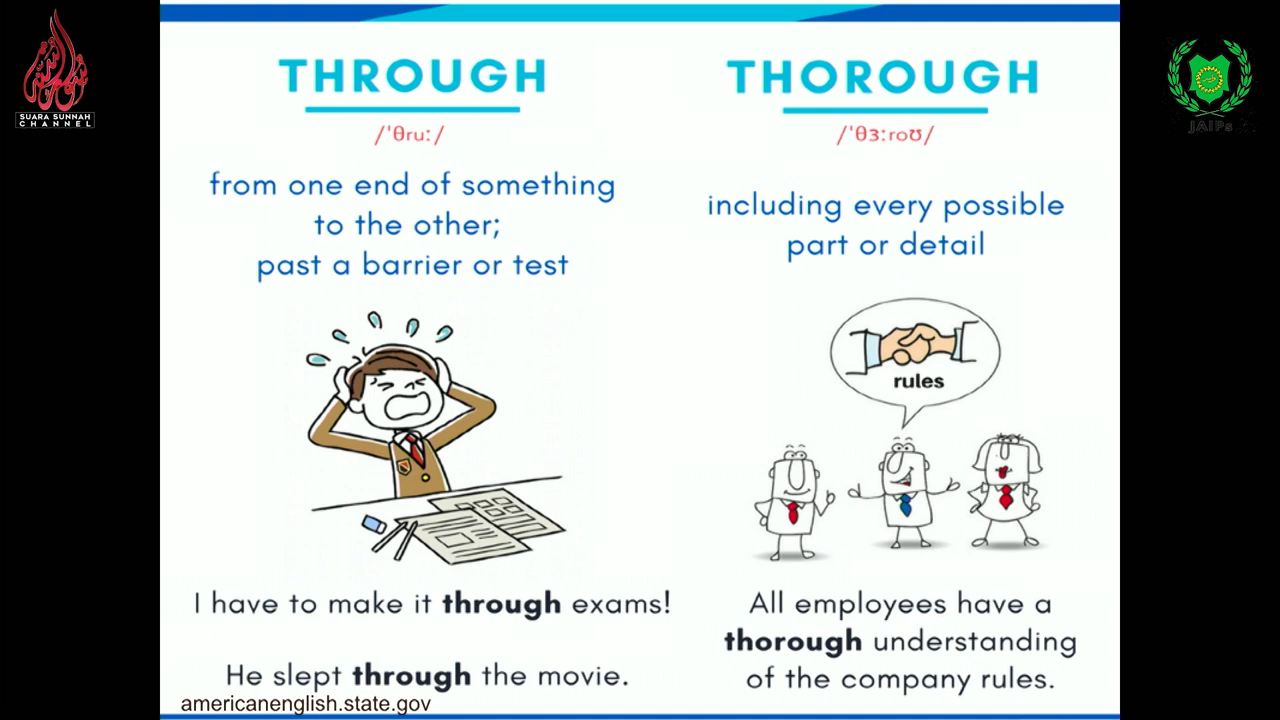 SUARA SUNNAH
CHANNEL
JAIPs
THROUGH
/ˈθruː/
from one end of something
to the other;
past a barrier or test
I have to make it through exams!
He slept through the movie.
americanenglish.state.gov
THOROUGH
/ˈθɜːroʊ/
including every possible
part or detail
rules
All employees have a
thorough understanding
of the company rules.